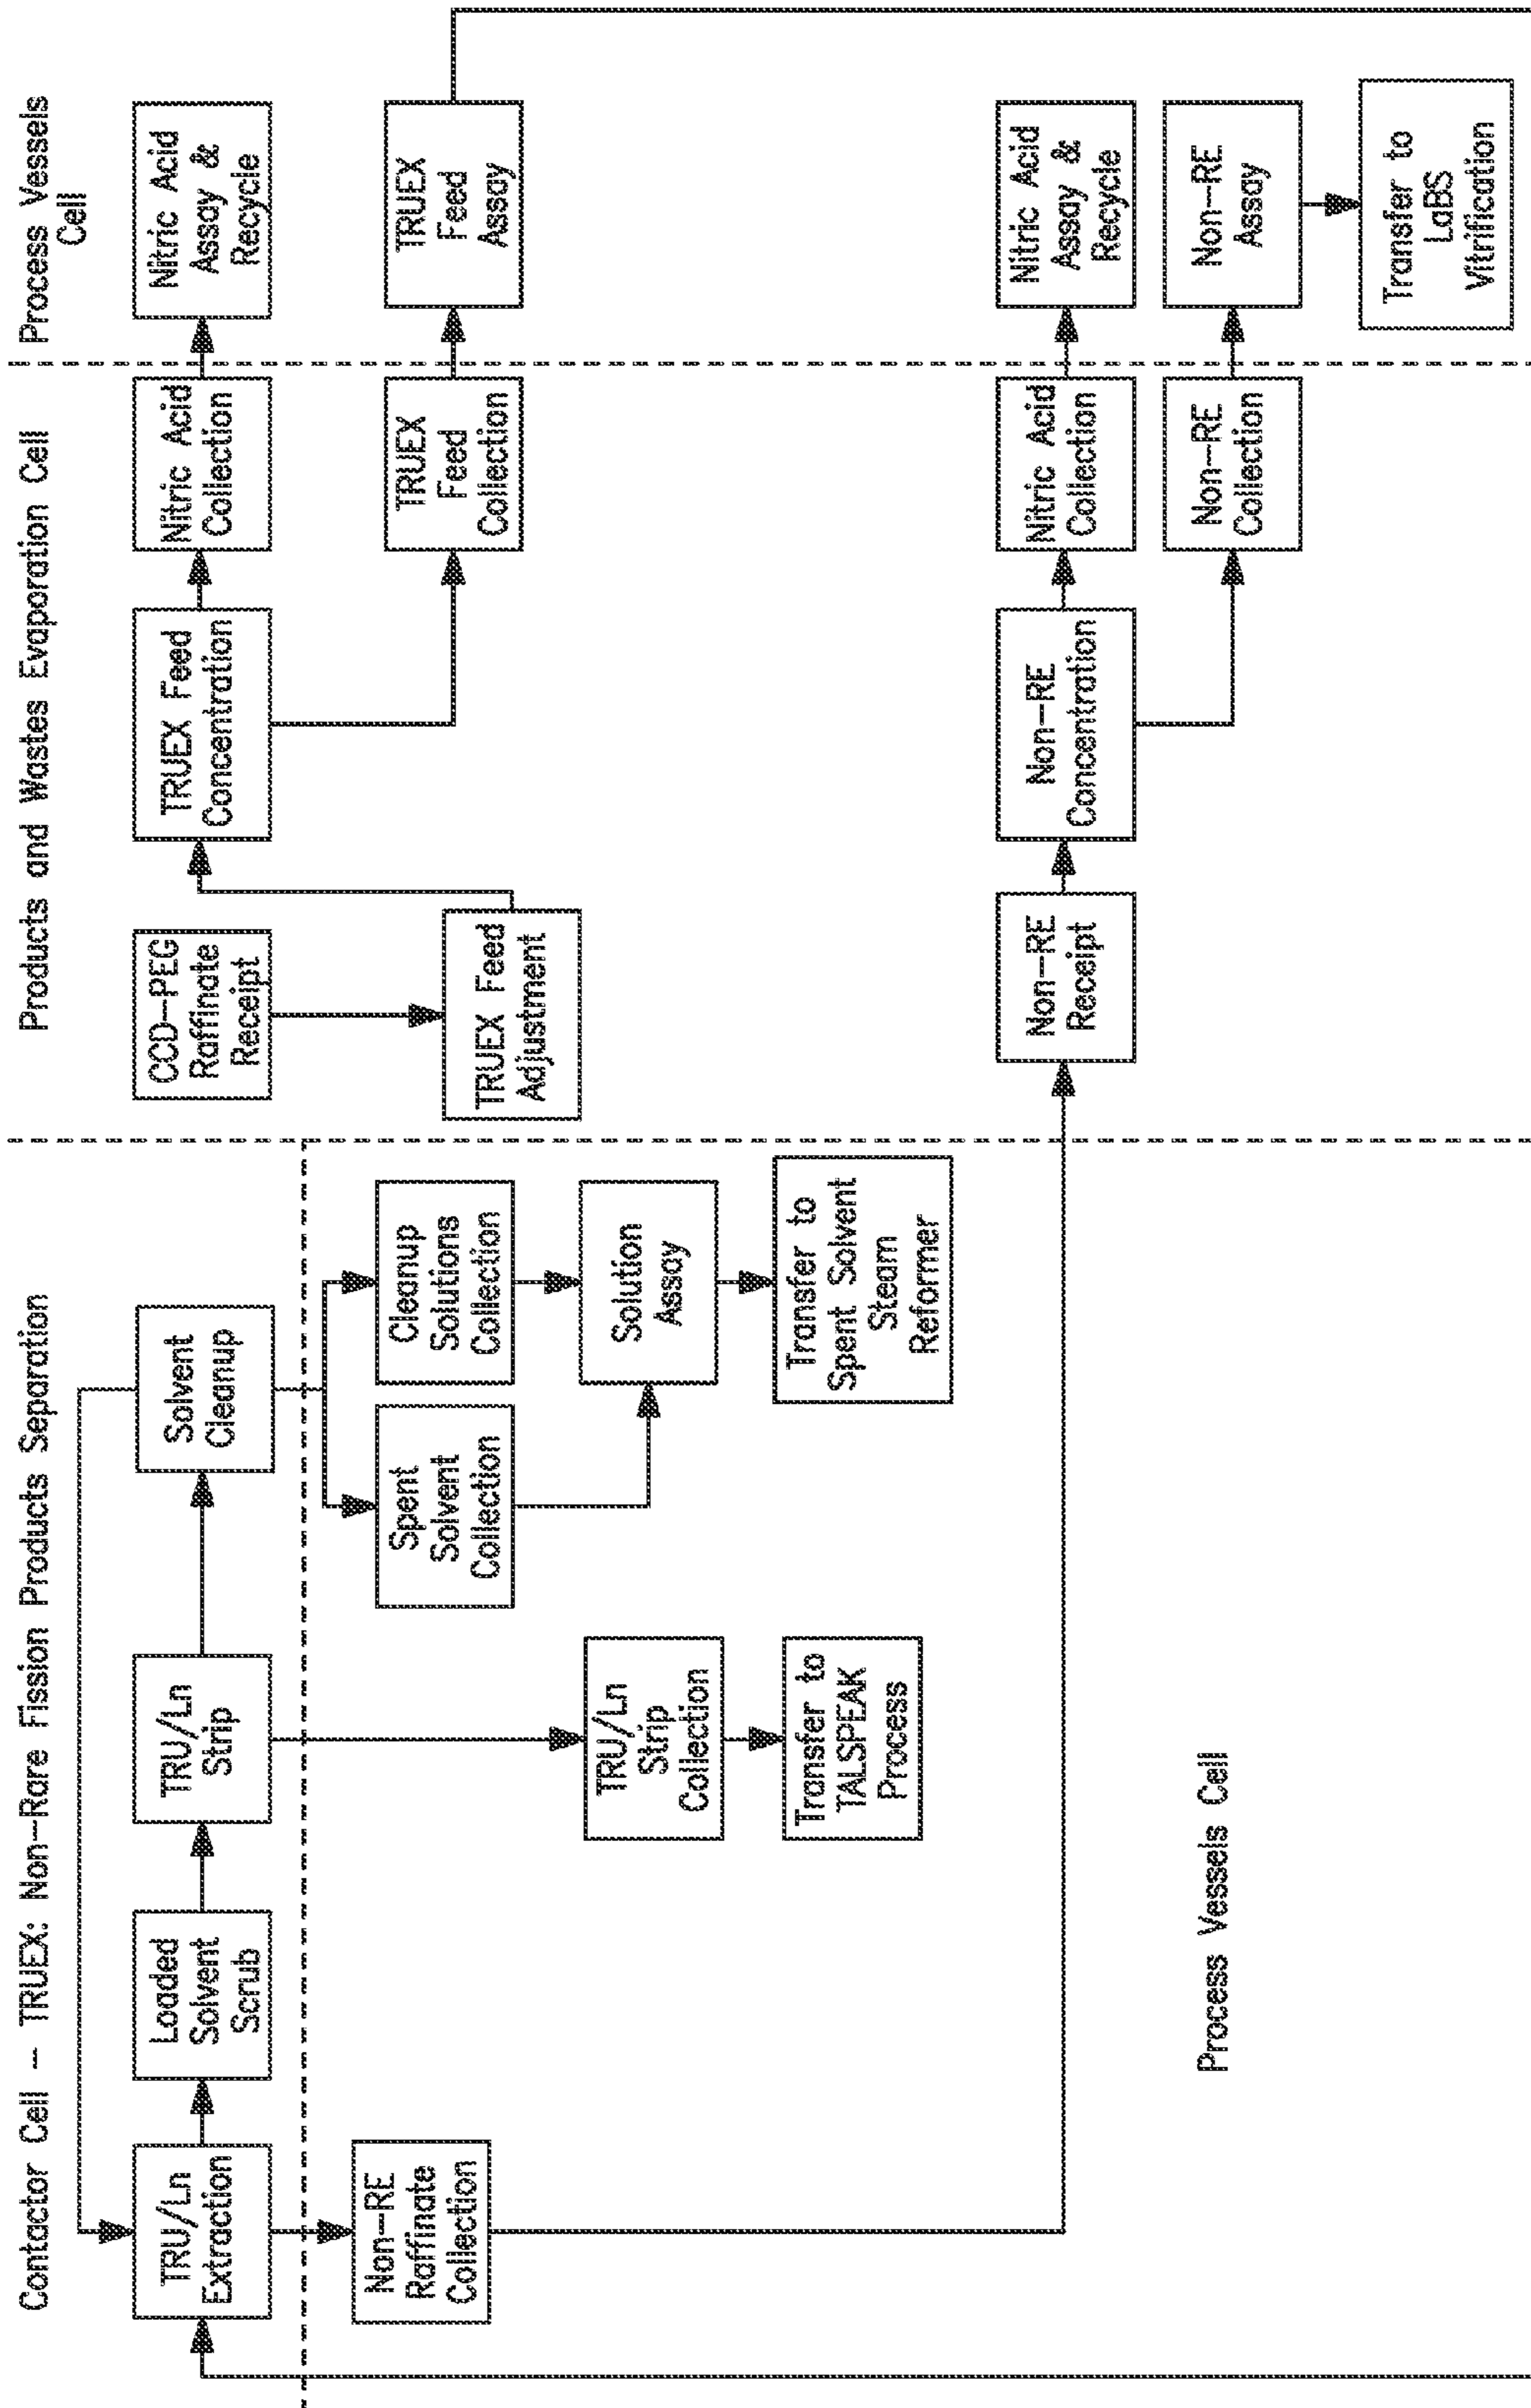 Contactor Cell -- TRUEX: Non-Rare Fission Products Separation
Products and Wastes Evaporation Cell
Process Vessels
Cell
TRU/Ln
Extraction
Loaded
Solvent
Scrub
TRU/Ln
Strip
Solvent
Cleanup
CCD-PEG
Raffinate
Receipt
TRUEX Feed
Concentration
Nitric Acid
Collection
Nitric Acid
Assay &
Recycle
Non-RE
Raffinate
Collection
Spent
Solvent
Collection
Cleanup
Solutions
Collection
TRUEX Feed
Adjustment
TRUEX
Feed
Collection
TRUEX
Feed
Assay
TRU/Ln
Strip
Collection
Solution
Assay
Transfer to
TALSPEAK
Process
Transfer to
Spent Solvent
Steam
Reformer
Non-RE
Receipt
Non-RE
Concentration
Nitric Acid
Collection
Nitric Acid
Assay &
Recycle
Non-RE
Collection
Non-RE
Assay
Process Vessels Cell
Transfer to
LaBS
Vitrification